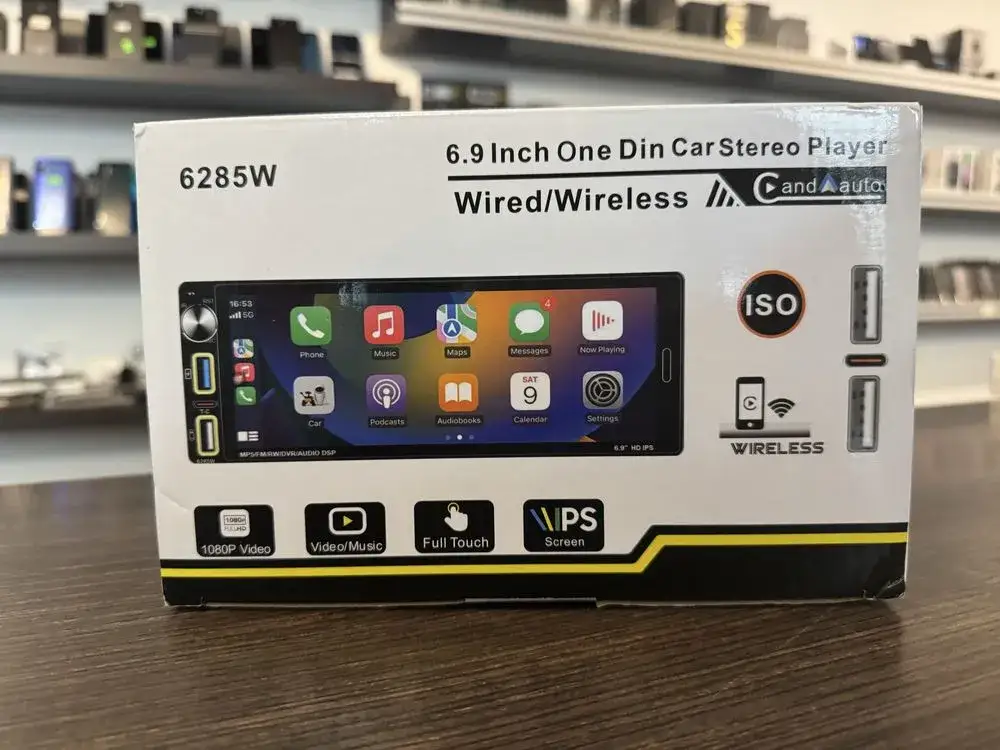 6285W
6.9 Inch One Din Car Stereo Player
Wired/Wireless
CandAauto
ISO
WIRELESS
16:53
5G
4
Phone
Music
Maps
Messages
Now Playing
SAT
9
Car
Podcasts
Audiobooks
Calendar
Settings
T-C
6285W
MP5/FM/RW/DVR/AUDIO DSP
6.9" HD IPS
1080P
FULL HD
1080P Video
Video/Music
Full Touch
IPS
Screen